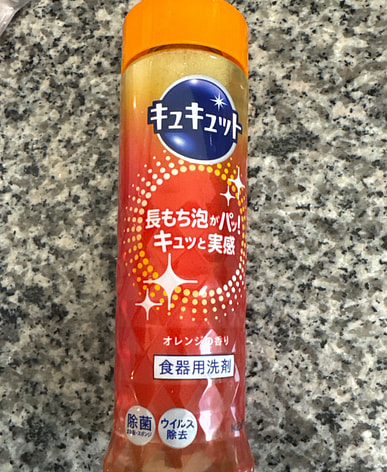 キュキュット
長もち泡がパッ!
キュッと実感
オレンジの香り
食器用洗剤
除菌
ウイルス
除去